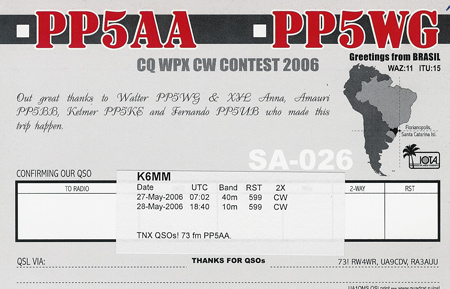 PP5AA PP5WG
CQ WPX CW CONTEST 2006
Greetings from BRASIL
WAZ:11 ITU:15
Out great thanks to Walter PP5WG & XYL Anna, Amauri
PP5BB, Kelmer PP5KE and Fernando PP5UB who made this
trip happen.
Florianopolis,
Santa Catarina Isl.
SA-026
IOTA
CONFIRMING OUR QSO
TO RADIO 2-WAY RST
K6MM
Date UTC Band RST 2X
27-May-2006 07:02 40m 599 CW
28-May-2006 18:40 10m 599 CW
TNX QSOs! 73 fm PP5AA.
QSL VIA: THANKS FOR QSOs 73! RW4WR, UA9CDV, RA3AUU